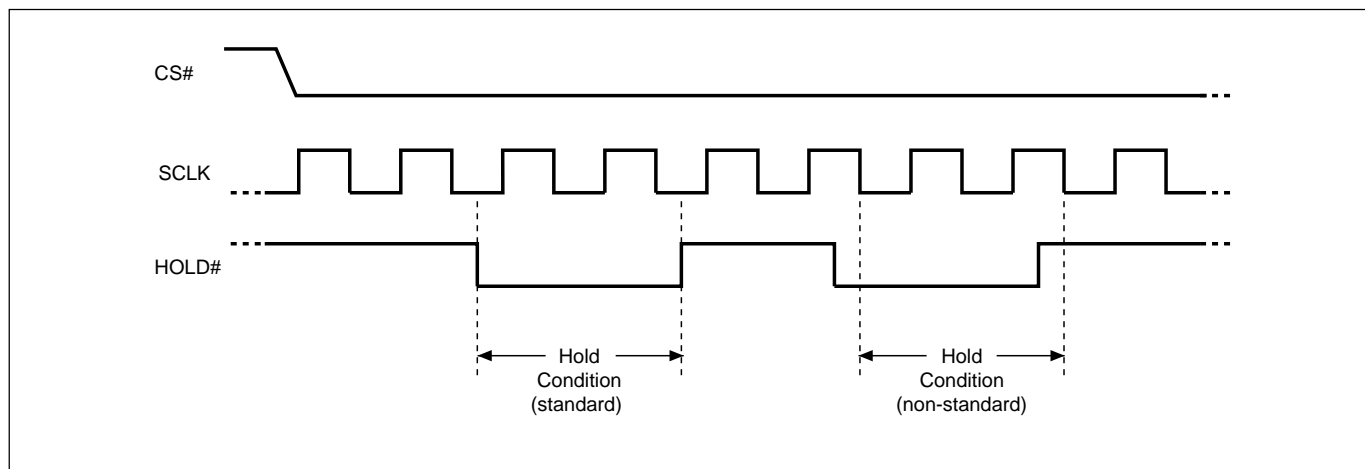 CS#
SCLK
HOLD#
Hold
Condition
(standard)
Hold
Condition
(non-standard)